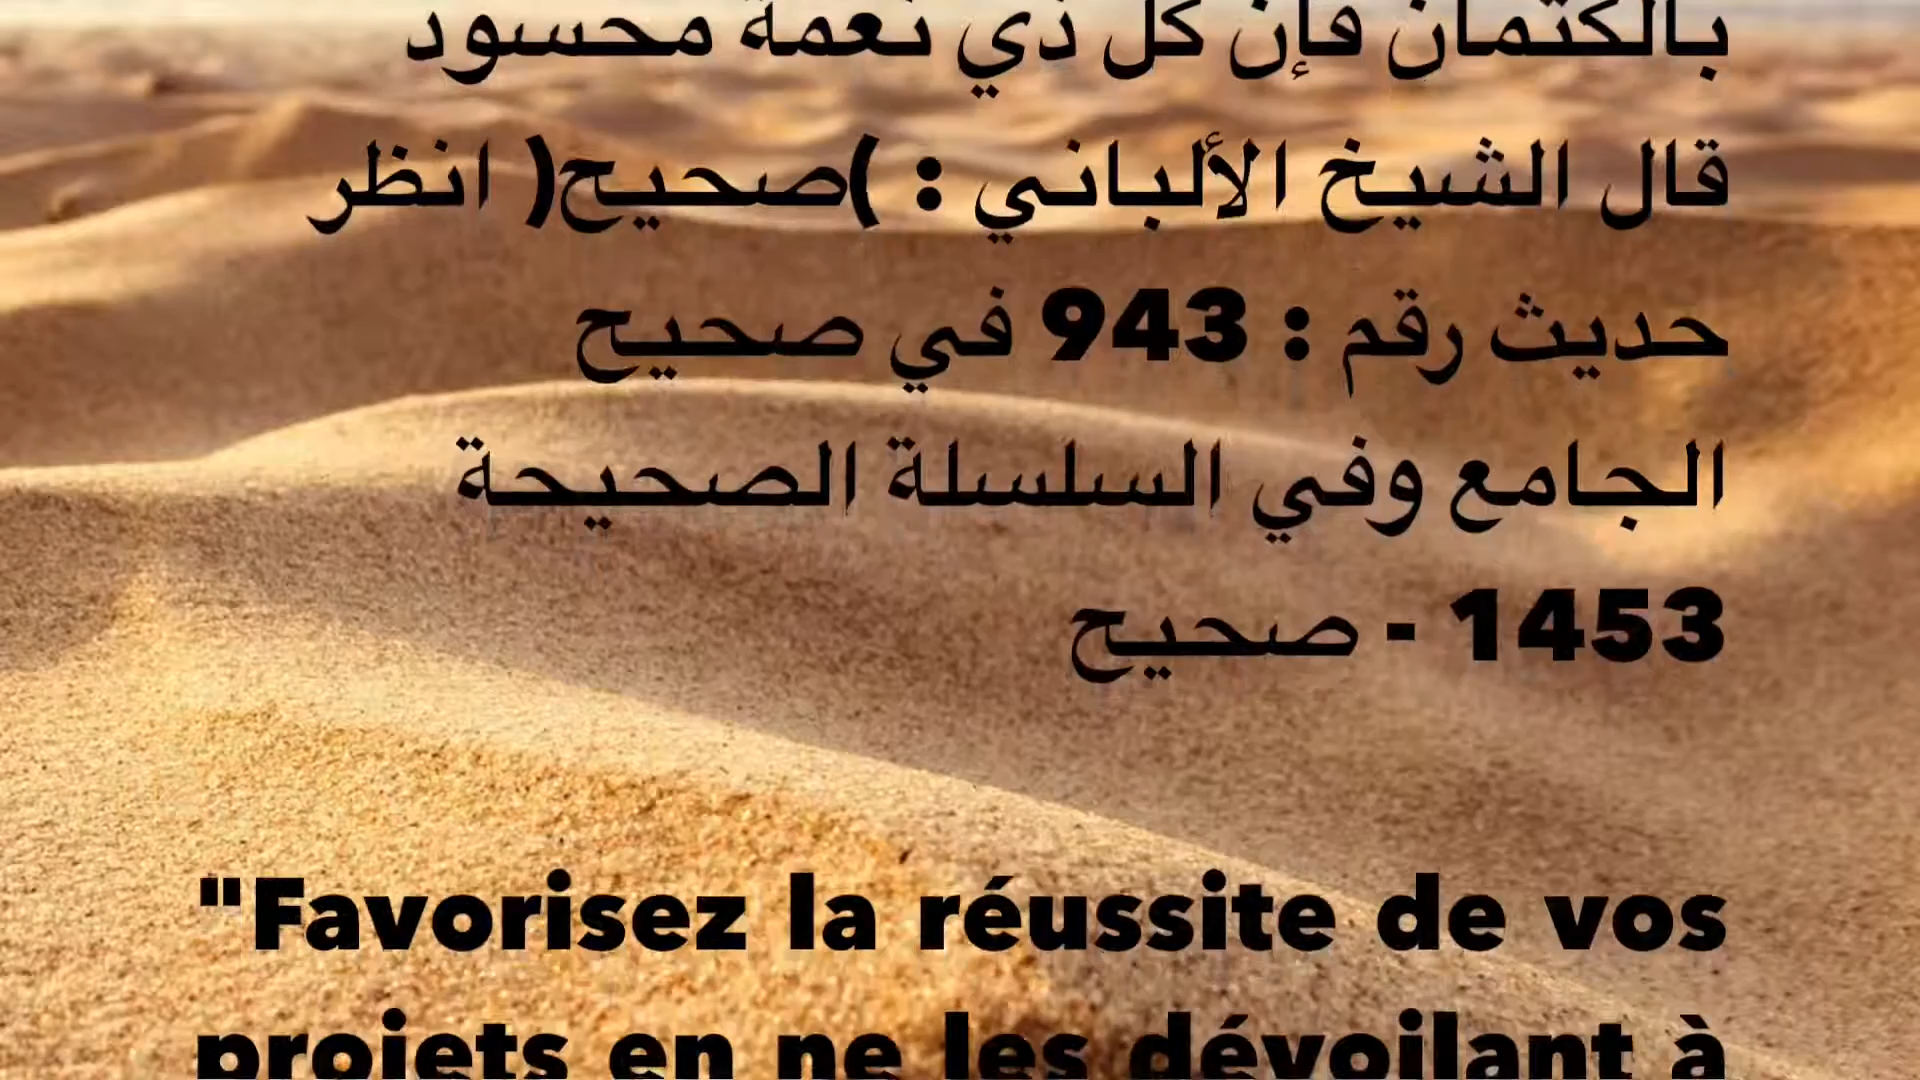 بالكتمان فإن كل ذي نعمة محسود
قال الشيخ الألباني : )صحيح( انظر
حديث رقم : 943 في صحيح
الجامع وفي السلسلة الصحيحة
1453 - صحيح
"Favorisez la réussite de vos
projets en ne les dévoilant à